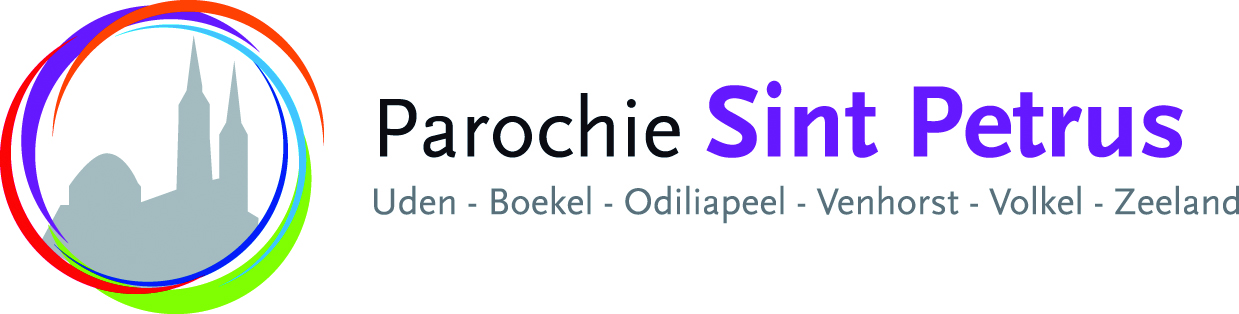 Parochie Sint Petrus
Uden - Boekel - Odiliapeel - Venhorst - Volkel - Zeeland